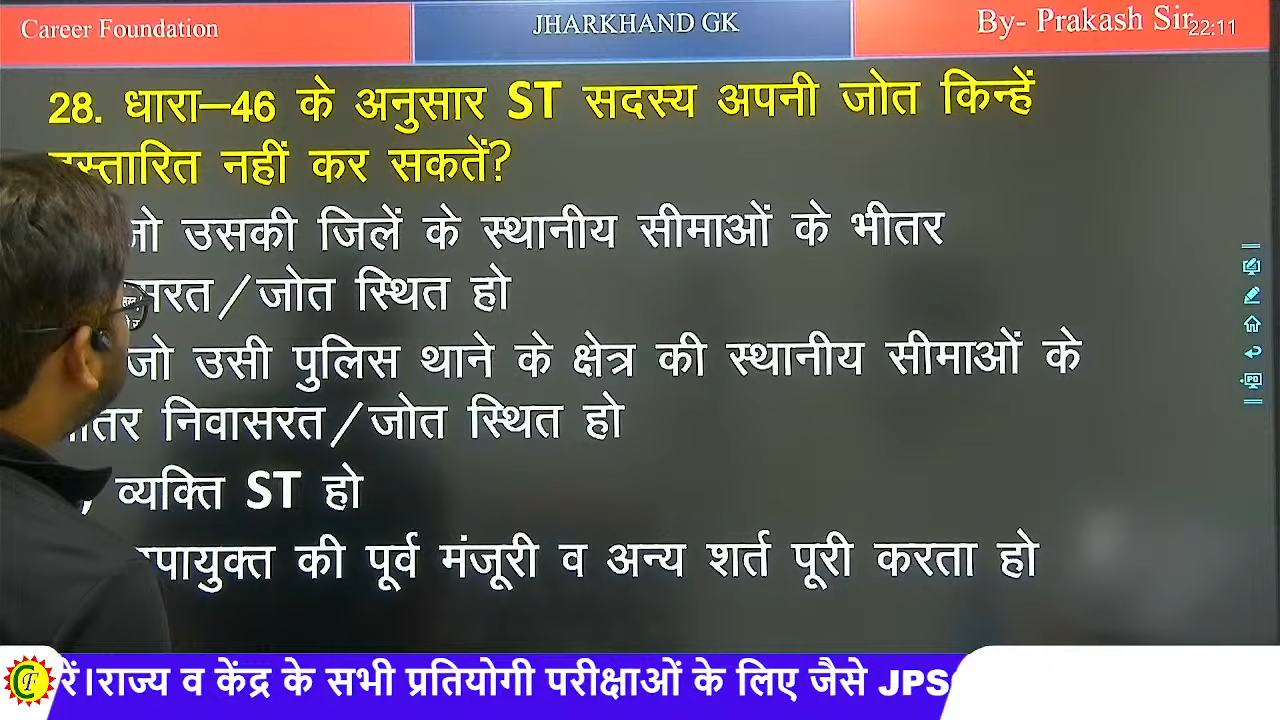 Career Foundation
JHARKHAND GK
By- Prakash Sir
22:11
28. धारा–46 के अनुसार ST सदस्य अपनी जोत किन्हें
नहीं कर सकतें?
जो उसकी जिलें के स्थानीय सीमाओं के भीतर
/जोत स्थित हो
जो उसी पुलिस थाने के क्षेत्र की स्थानीय सीमाओं के
निवासरत/जोत स्थित हो
व्यक्ति ST हो
की पूर्व मंजूरी व अन्य शर्त पूरी करता हो
रें।राज्य व केंद्र के सभी प्रतियोगी परीक्षाओं के लिए जैसे JPS